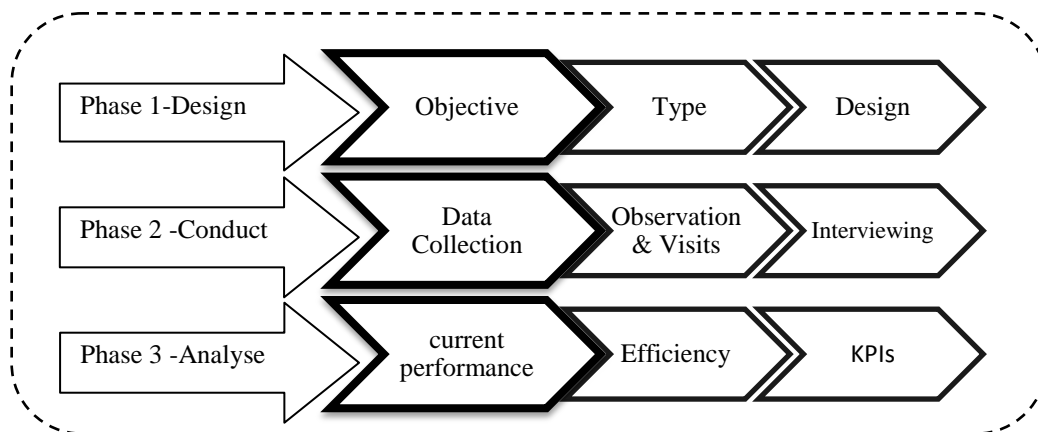 Phase 1-Design
Objective
Type
Design
Phase 2 -Conduct
Data
Collection
Observation
& Visits
Interviewing
Phase 3 -Analyse
current
performance
Efficiency
KPIs